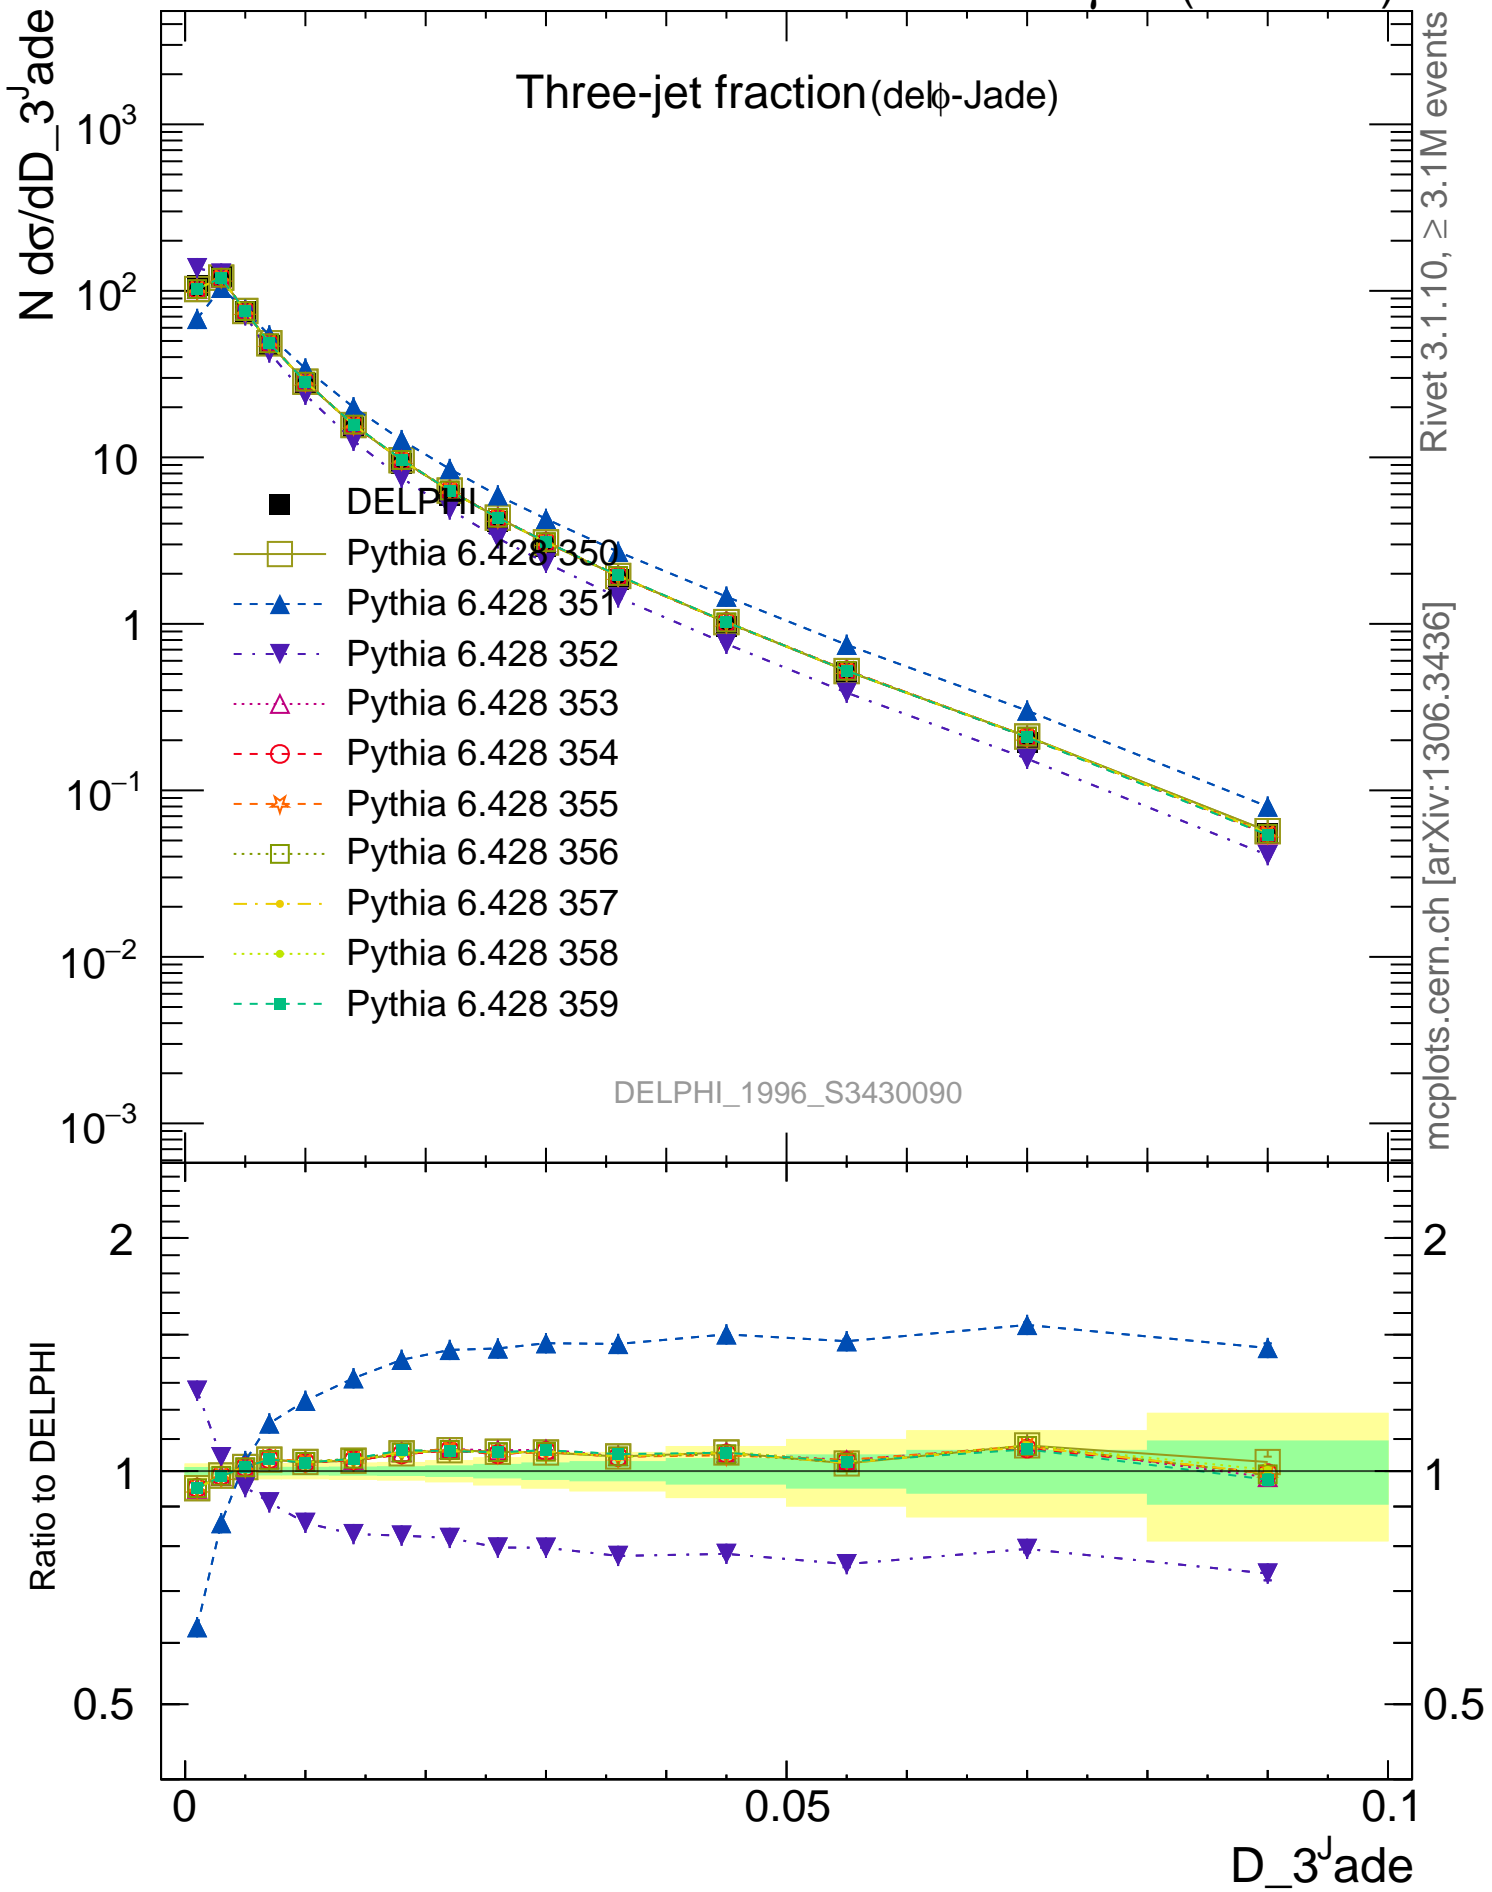 Three-jet fraction (delϕ-Jade)
N dσ/dD_3^Jade
10^3
10^2
10
1
10^−1
10^−2
10^−3
DELPHI
Pythia 6.428 350
Pythia 6.428 351
Pythia 6.428 352
Pythia 6.428 353
Pythia 6.428 354
Pythia 6.428 355
Pythia 6.428 356
Pythia 6.428 357
Pythia 6.428 358
Pythia 6.428 359
DELPHI_1996_S3430090
Rivet 3.1.10, ≥ 3.1M events
mcplots.cern.ch [arXiv:1306.3436]
Ratio to DELPHI
2
1
0.5
2
1
0.5
0
0.05
0.1
D_3^Jade